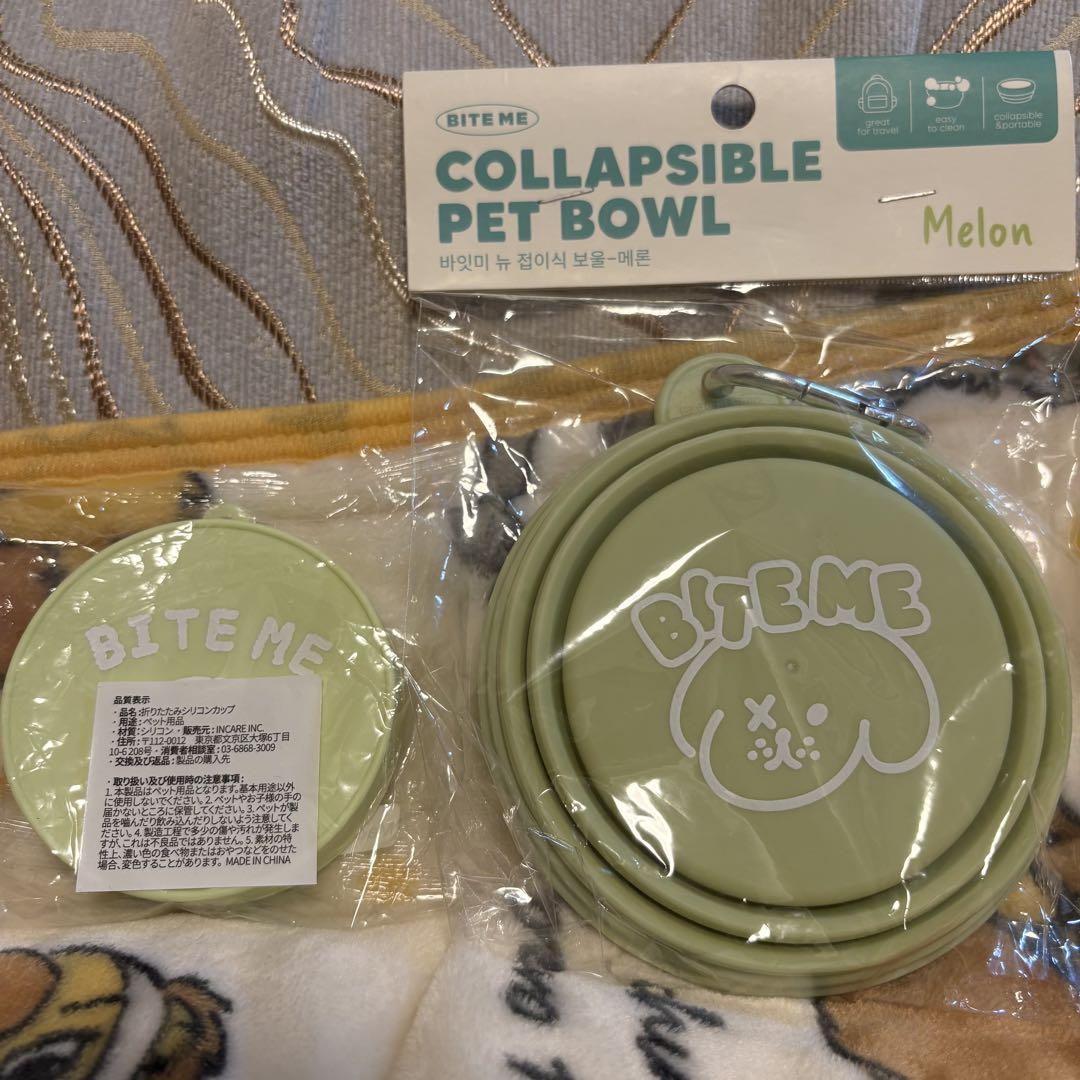 BITE ME
COLLAPSIBLE
PET BOWL
바잇미 뉴 접이식 보울-메론
great
for travel
easy
to clean
collapsible
&portable
Melon
BITE ME
BITE ME
品質表示
・品名:折りたたみシリコンカップ
・用途:ペット用品
・材質:シリコン・販売元:INCARE INC.
・住所:〒112-0012 東京都文京区大塚6丁目
10-6 208号・消費者相談室:03-6868-3009
・交換及び返品:製品の購入先
・取り扱い及び使用時の注意事項:
1. 本製品はペット用品となります。基本用途以外
に使用しないでください。2. ペットやお子様の手の
届かないところに保管してください。3. ペットが製
品を噛んだり飲み込んだりしないよう注意してく
ださい。4. 製造工程で多少の傷や汚れが発生しま
すが、これは不良品ではありません。5. 素材の特
性上、濃い色の食べ物またはおやつなどをのせた
場合、変色することがあります。MADE IN CHINA